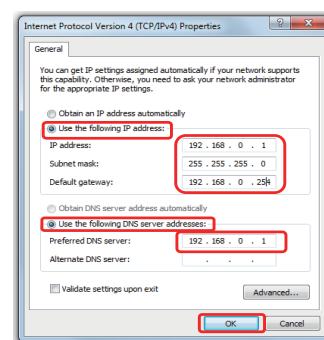 Internet Protocol Version 4 (TCP/IPv4) Properties
General
You can get IP settings assigned automatically if your network supports
this capability. Otherwise, you need to ask your network administrator
for the appropriate IP settings.
Obtain an IP address automatically
Use the following IP address:
IP address: 192 . 168 . 0 . 1
Subnet mask: 255 . 255 . 255 . 0
Default gateway: 192 . 168 . 0 . 254
Obtain DNS server address automatically
Use the following DNS server addresses:
Preferred DNS server: 192 . 168 . 0 . 1
Alternate DNS server: . . .
Validate settings upon exit
Advanced...
OK Cancel